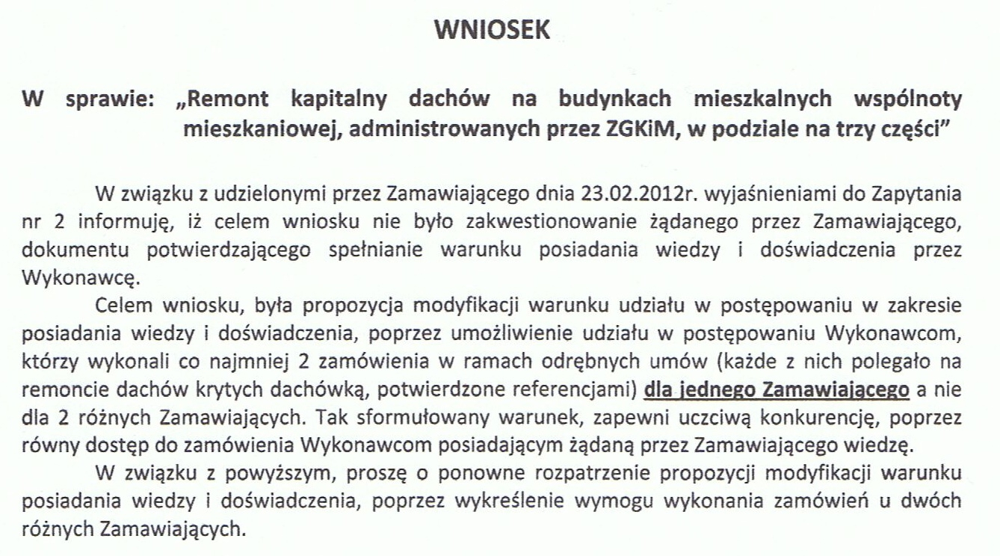 WNIOSEK
W sprawie: „Remont kapitalny dachów na budynkach mieszkalnych wspólnoty
mieszkaniowej, administrowanych przez ZGKiM, w podziale na trzy części”
W związku z udzielonymi przez Zamawiającego dnia 23.02.2012r. wyjaśnieniami do Zapytania
nr 2 informuję, iż celem wniosku nie było zakwestionowanie żądanego przez Zamawiającego,
dokumentu potwierdzającego spełnianie warunku posiadania wiedzy i doświadczenia przez
Wykonawcę.
Celem wniosku, była propozycja modyfikacji warunku udziału w postępowaniu w zakresie
posiadania wiedzy i doświadczenia, poprzez umożliwienie udziału w postępowaniu Wykonawcom,
którzy wykonali co najmniej 2 zamówienia w ramach odrębnych umów (każde z nich polegało na
remoncie dachów krytych dachówką, potwierdzone referencjami) dla jednego Zamawiającego a nie
dla 2 różnych Zamawiających. Tak sformułowany warunek, zapewni uczciwą konkurencję, poprzez
równy dostęp do zamówienia Wykonawcom posiadającym żądaną przez Zamawiającego wiedzę.
W związku z powyższym, proszę o ponowne rozpatrzenie propozycji modyfikacji warunku
posiadania wiedzy i doświadczenia, poprzez wykreślenie wymogu wykonania zamówień u dwóch
różnych Zamawiających.